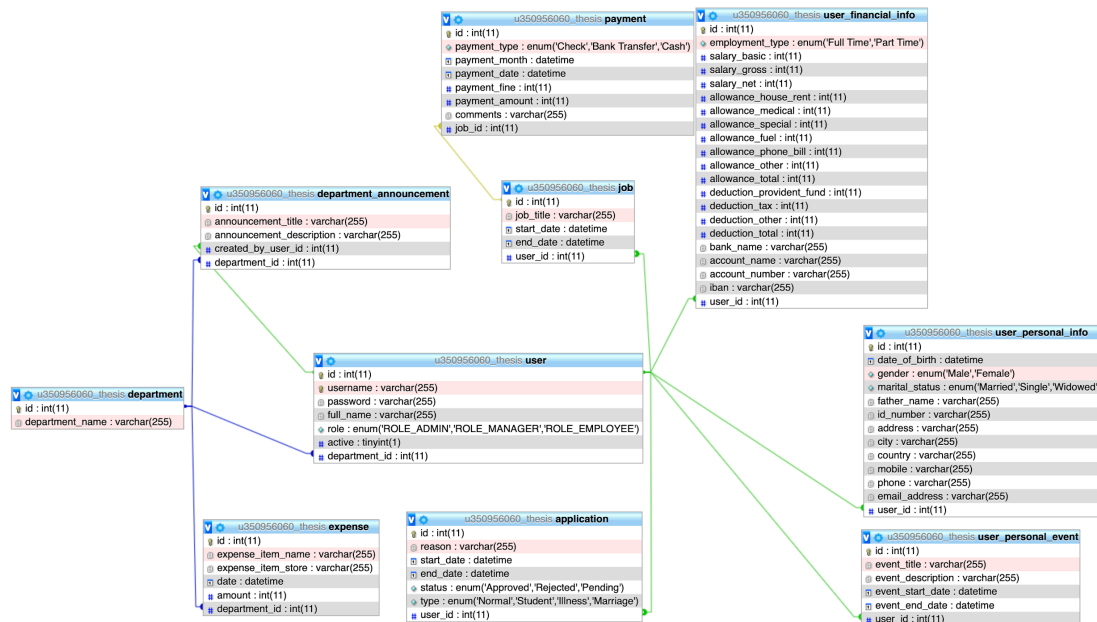 u350956060_thesis payment
id : int(11)
payment_type : enum('Check','Bank Transfer','Cash')
payment_month : datetime
payment_date : datetime
payment_fine : int(11)
payment_amount : int(11)
comments : varchar(255)
job_id : int(11)
u350956060_thesis user_financial_info
id : int(11)
employment_type : enum('Full Time','Part Time')
salary_basic : int(11)
salary_gross : int(11)
salary_net : int(11)
allowance_house_rent : int(11)
allowance_medical : int(11)
allowance_special : int(11)
allowance_fuel : int(11)
allowance_phone_bill : int(11)
allowance_other : int(11)
allowance_total : int(11)
deduction_provident_fund : int(11)
deduction_tax : int(11)
deduction_other : int(11)
deduction_total : int(11)
bank_name : varchar(255)
account_name : varchar(255)
account_number : varchar(255)
iban : varchar(255)
user_id : int(11)
u350956060_thesis department_announcement
id : int(11)
announcement_title : varchar(255)
announcement_description : varchar(255)
created_by_user_id : int(11)
department_id : int(11)
u350956060_thesis job
id : int(11)
job_title : varchar(255)
start_date : datetime
end_date : datetime
user_id : int(11)
u350956060_thesis user_personal_info
id : int(11)
date_of_birth : datetime
gender : enum('Male','Female')
marital_status : enum('Married','Single','Widowed'
father_name : varchar(255)
id_number : varchar(255)
address : varchar(255)
city : varchar(255)
country : varchar(255)
mobile : varchar(255)
phone : varchar(255)
email_address : varchar(255)
user_id : int(11)
u350956060_thesis user
id : int(11)
username : varchar(255)
password : varchar(255)
full_name : varchar(255)
role : enum('ROLE_ADMIN','ROLE_MANAGER','ROLE_EMPLOYEE')
active : tinyint(1)
department_id : int(11)
u350956060_thesis department
id : int(11)
department_name : varchar(255)
u350956060_thesis expense
id : int(11)
expense_item_name : varchar(255)
expense_item_store : varchar(255)
date : datetime
amount : int(11)
department_id : int(11)
u350956060_thesis application
id : int(11)
reason : varchar(255)
start_date : datetime
end_date : datetime
status : enum('Approved','Rejected','Pending')
type : enum('Normal','Student','Illness','Marriage')
user_id : int(11)
u350956060_thesis user_personal_event
id : int(11)
event_title : varchar(255)
event_description : varchar(255)
event_start_date : datetime
event_end_date : datetime
user_id : int(11)